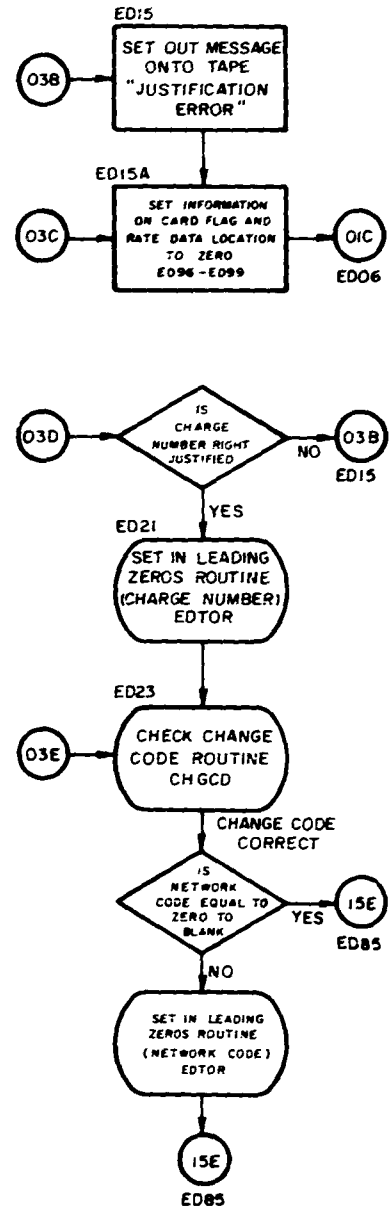 ED15
SET OUT MESSAGE
ONTO TAPE
"JUSTIFICATION
ERROR"
03B
ED15A
SET INFORMATION
ON CARD FLAG AND
RATE DATA LOCATION
TO ZERO
ED96-ED99
03C
01C
ED06
03D
IS
CHARGE
NUMBER RIGHT
JUSTIFIED
NO
03B
ED15
YES
ED21
SET IN LEADING
ZEROS ROUTINE
(CHARGE NUMBER)
EDTOR
ED23
CHECK CHANGE
CODE ROUTINE
CHGCD
03E
CHANGE CODE
CORRECT
IS
NETWORK
CODE EQUAL TO
ZERO TO
BLANK
YES
15E
ED85
NO
SET IN LEADING
ZEROS ROUTINE
(NETWORK CODE)
EDTOR
15E
ED85